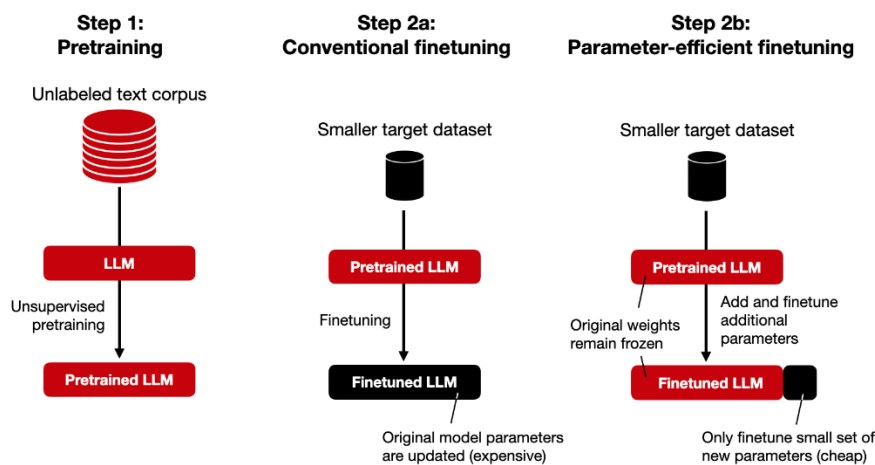 Step 1:
Pretraining
Unlabeled text corpus
LLM
Unsupervised
pretraining
Pretrained LLM
Step 2a:
Conventional finetuning
Smaller target dataset
Pretrained LLM
Finetuning
Finetuned LLM
Original model parameters
are updated (expensive)
Step 2b:
Parameter-efficient finetuning
Smaller target dataset
Pretrained LLM
Original weights
remain frozen
Add and finetune
additional
parameters
Finetuned LLM
Only finetune small set of
new parameters (cheap)